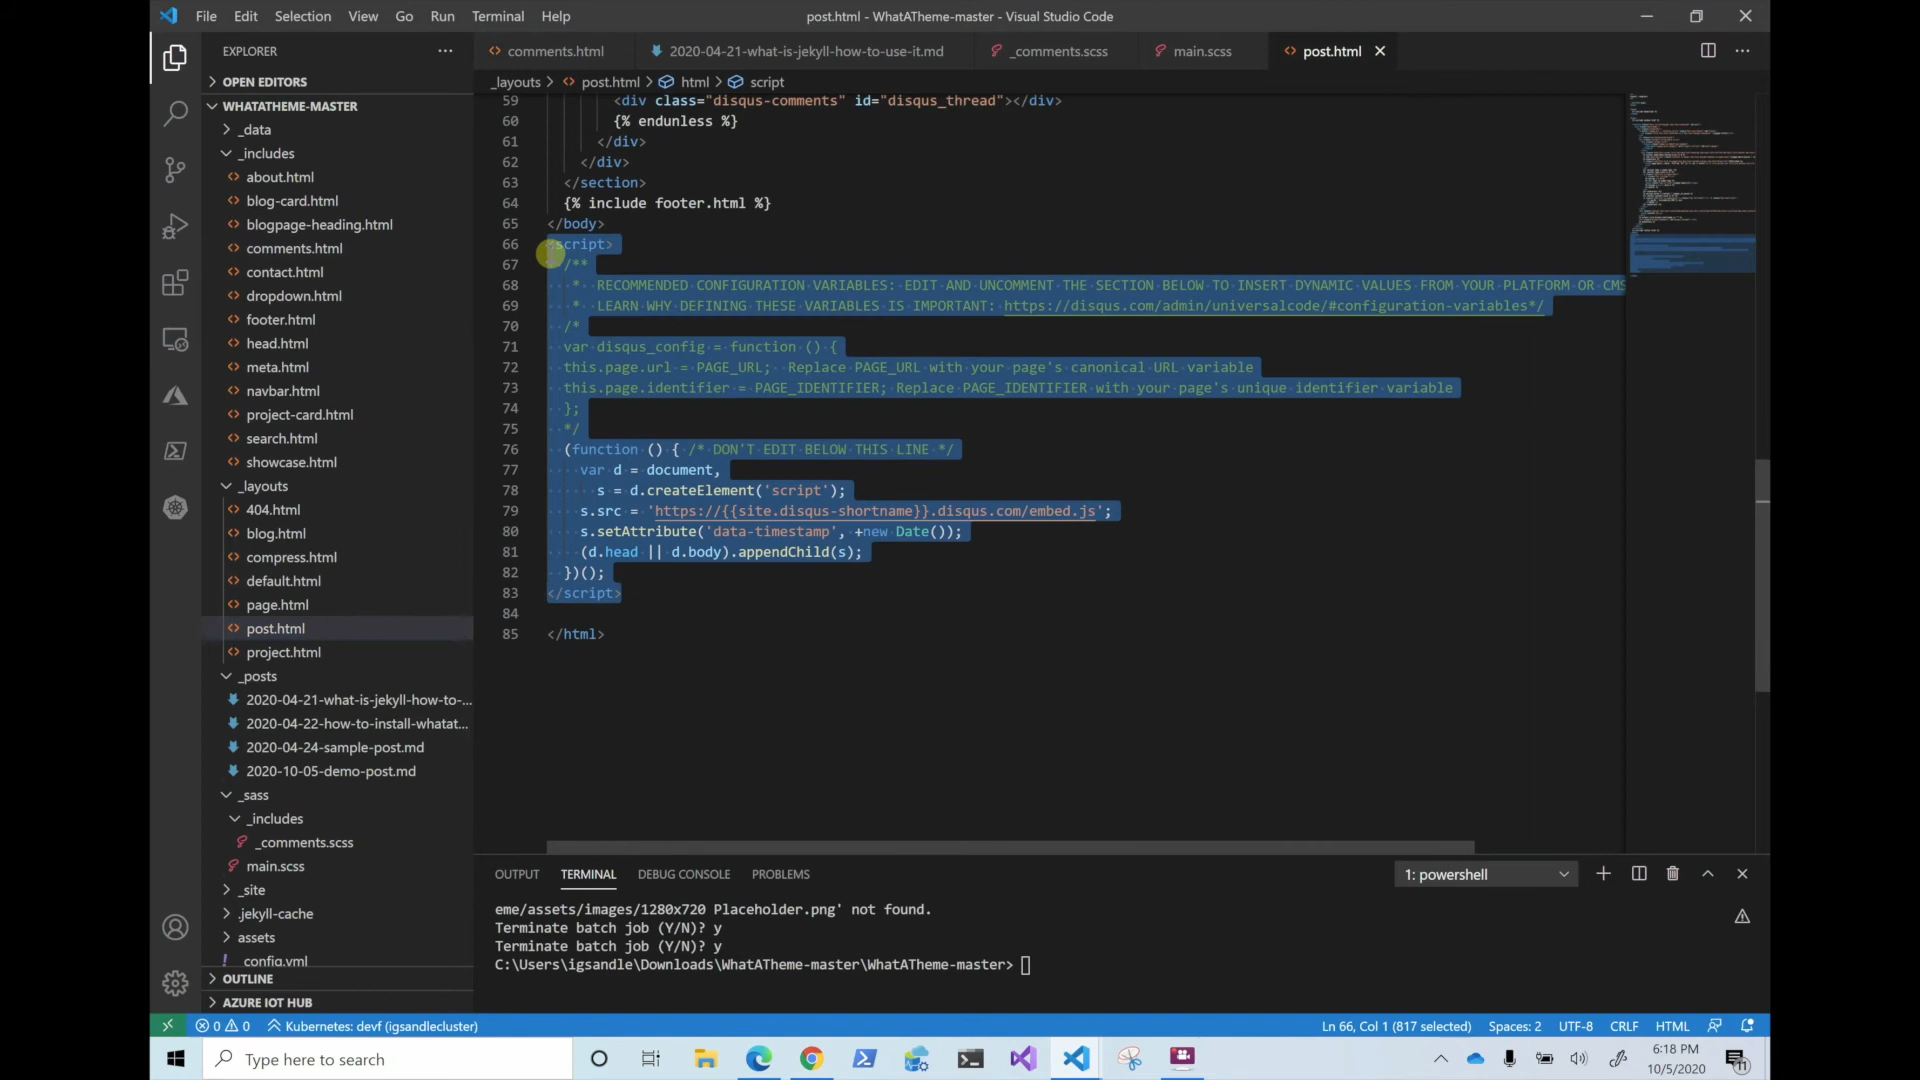 File Edit Selection View Go Run Terminal Help
post.html - WhatATheme-master - Visual Studio Code
EXPLORER
comments.html
2020-04-21-what-is-jekyll-how-to-use-it.md
_comments.scss
main.scss
post.html
OPEN EDITORS
WHATATHEME-MASTER
_data
_includes
about.html
blog-card.html
blogpage-heading.html
comments.html
contact.html
dropdown.html
footer.html
head.html
meta.html
navbar.html
project-card.html
search.html
showcase.html
_layouts
404.html
blog.html
compress.html
default.html
page.html
post.html
project.html
_posts
2020-04-21-what-is-jekyll-how-to-...
2020-04-22-how-to-install-whatat...
2020-04-24-sample-post.md
2020-10-05-demo-post.md
_sass
_includes
_comments.scss
main.scss
_site
.jekyll-cache
assets
_config.yml
OUTLINE
AZURE IOT HUB
_layouts > post.html > html > script
59 <div class="disqus-comments" id="disqus_thread"></div>
60 {% endunless %}
61 </div>
62 </div>
63 </section>
64 {% include footer.html %}
65 </body>
66 <script>
67 /**
68 * RECOMMENDED CONFIGURATION VARIABLES: EDIT AND UNCOMMENT THE SECTION BELOW TO INSERT DYNAMIC VALUES FROM YOUR PLATFORM OR CMS
69 * LEARN WHY DEFINING THESE VARIABLES IS IMPORTANT: https://disqus.com/admin/universalcode/#configuration-variables*/
70 /*
71 var disqus_config = function () {
72 this.page.url = PAGE_URL; Replace PAGE_URL with your page's canonical URL variable
73 this.page.identifier = PAGE_IDENTIFIER; Replace PAGE_IDENTIFIER with your page's unique identifier variable
74 };
75 */
76 (function () { /* DON'T EDIT BELOW THIS LINE */
77 var d = document,
78 s = d.createElement('script');
79 s.src = 'https://{{site.disqus-shortname}}.disqus.com/embed.js';
80 s.setAttribute('data-timestamp', +new Date());
81 (d.head || d.body).appendChild(s);
82 })();
83 </script>
84
85 </html>
OUTPUT TERMINAL DEBUG CONSOLE PROBLEMS
1: powershell
eme/assets/images/1280x720 Placeholder.png' not found.
Terminate batch job (Y/N)? y
Terminate batch job (Y/N)? y
C:\Users\igsandle\Downloads\WhatATheme-master\WhatATheme-master>
0 0 Kubernetes: devf (igsandlecluster)
Ln 66, Col 1 (817 selected) Spaces: 2 UTF-8 CRLF HTML
Type here to search
6:18 PM
10/5/2020
11